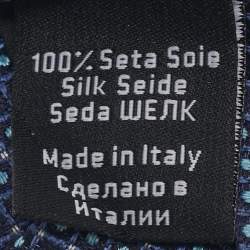 100% Seta Soie
Silk Seide
Seda ШЕЛК
Made in Italy
Сделано в
Италии